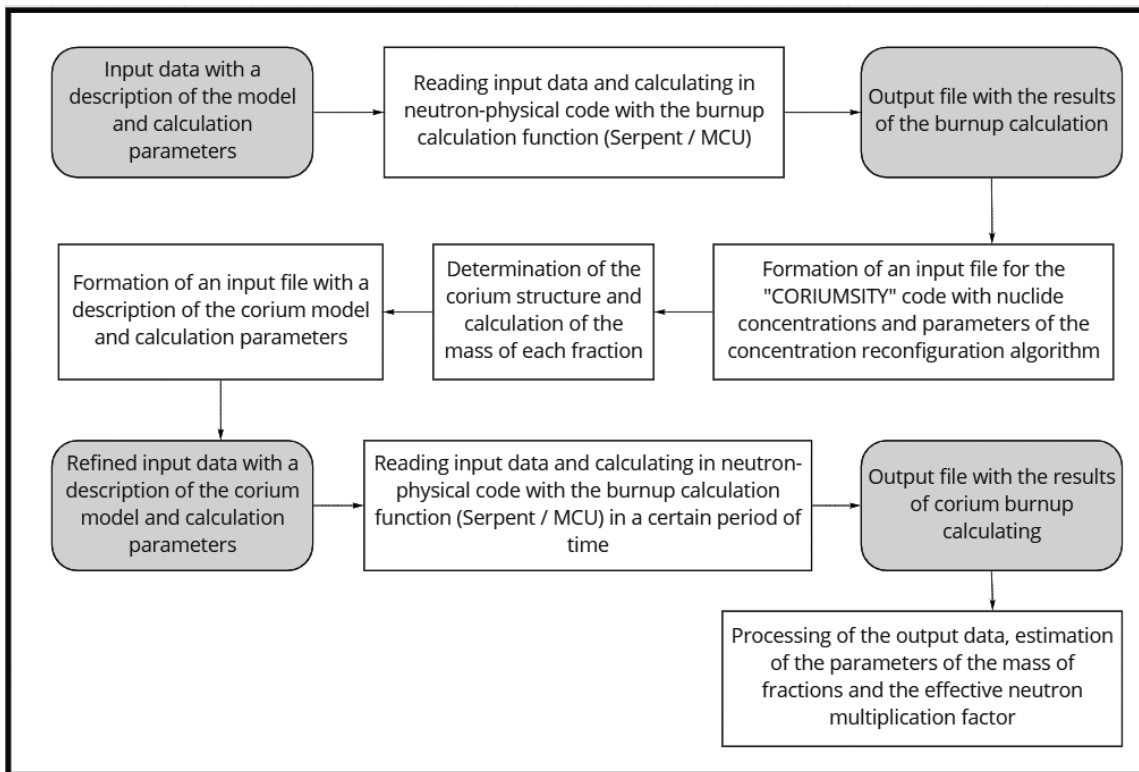 Input data with a
description of the model
and calculation
parameters
Reading input data and calculating in
neutron-physical code with the burnup
calculation function (Serpent / MCU)
Output file with the results
of the burnup calculation
Formation of an input file for the
"CORIUMSITY" code with nuclide
concentrations and parameters of the
concentration reconfiguration algorithm
Determination of the
corium structure and
calculation of the
mass of each fraction
Formation of an input file with a
description of the corium model
and calculation parameters
Refined input data with a
description of the corium
model and calculation
parameters
Reading input data and calculating in neutron-
physical code with the burnup calculation
function (Serpent / MCU) in a certain period of
time
Output file with the results
of corium burnup
calculating
Processing of the output data, estimation
of the parameters of the mass of
fractions and the effective neutron
multiplication factor